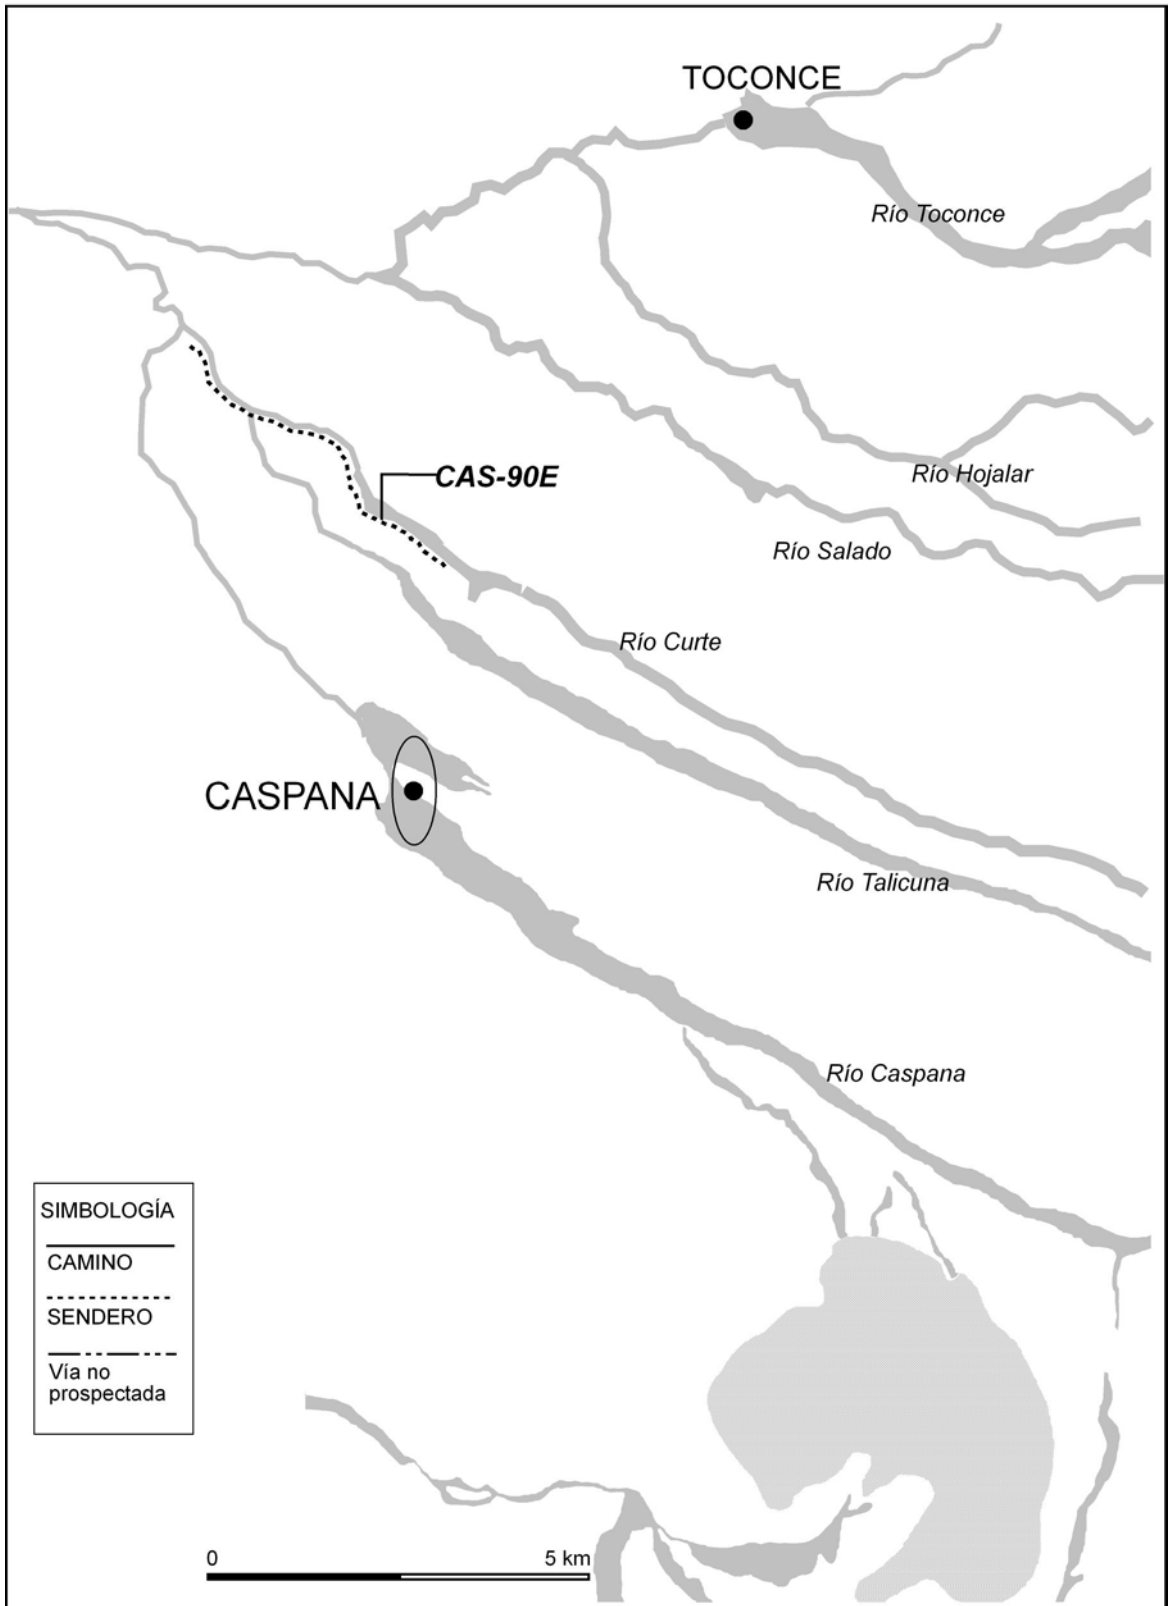 TOCONCE
Río Toconce
CAS-90E
Río Hojalar
Río Salado
Río Curte
CASPANA
Río Talicuna
Río Caspana
SIMBOLOGÍA
CAMINO
SENDERO
Vía no
prospectada
0 5 km